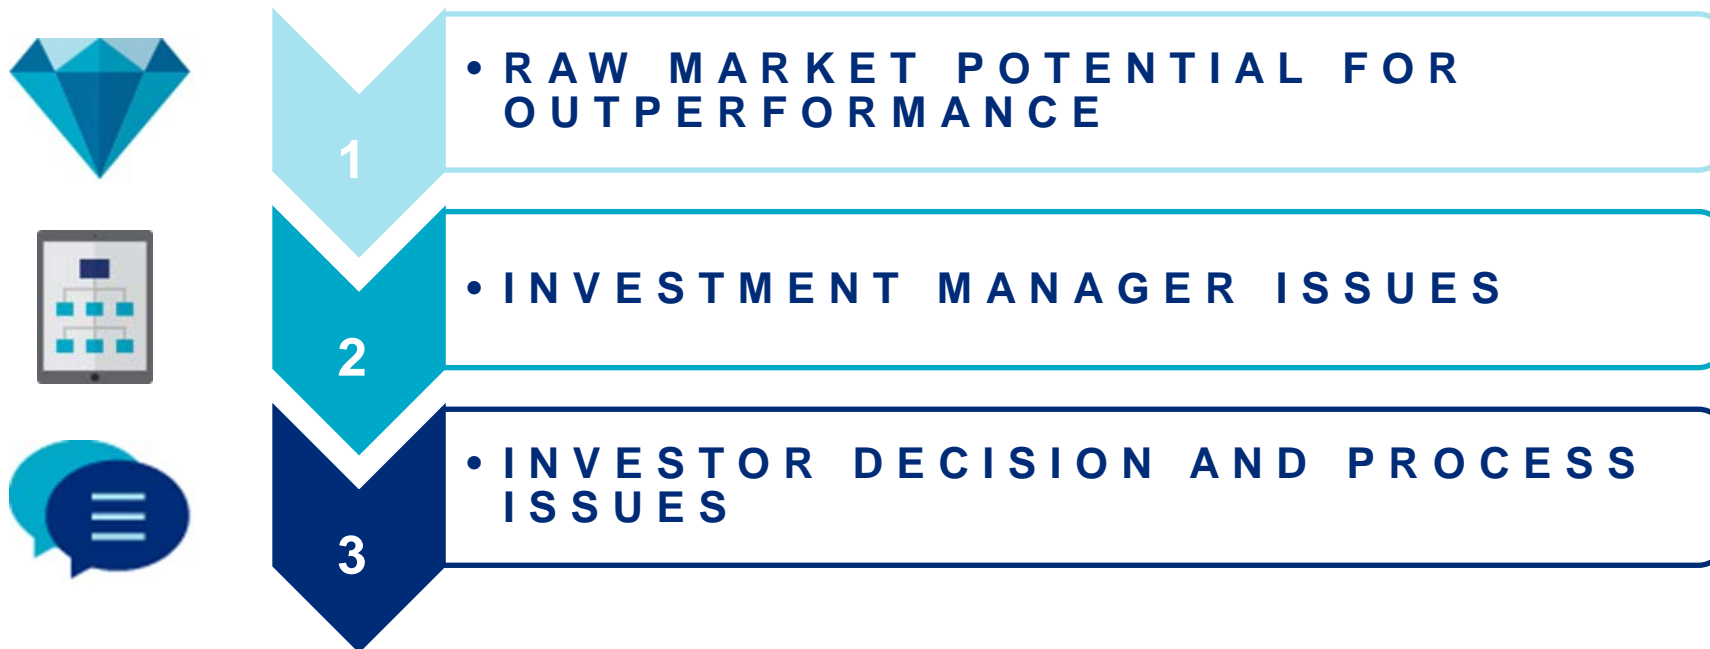 1
• RAW MARKET POTENTIAL FOR
OUTPERFORMANCE
2
• INVESTMENT MANAGER ISSUES
3
• INVESTOR DECISION AND PROCESS
ISSUES